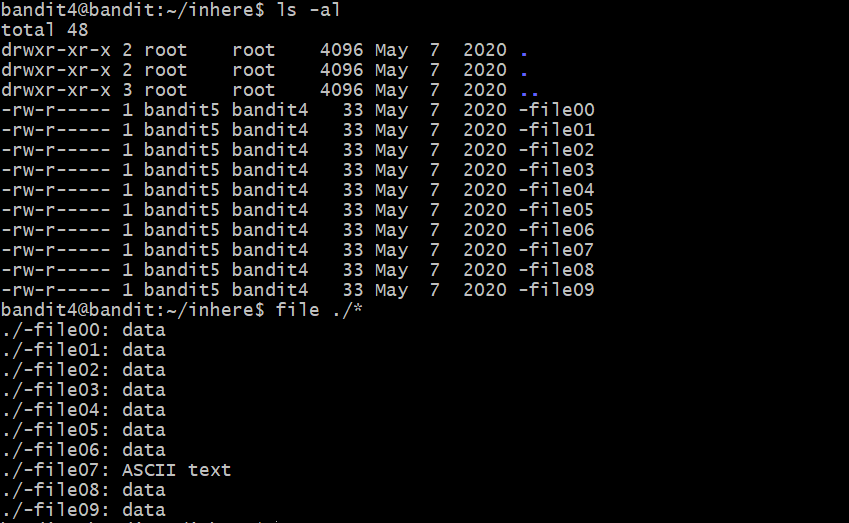 bandit4@bandit:~/inhere$ ls -al
total 48
drwxr-xr-x 2 root    root    4096 May  7  2020 .
drwxr-xr-x 2 root    root    4096 May  7  2020 .
drwxr-xr-x 3 root    root    4096 May  7  2020 ..
-rw-r----- 1 bandit5 bandit4   33 May  7  2020 -file00
-rw-r----- 1 bandit5 bandit4   33 May  7  2020 -file01
-rw-r----- 1 bandit5 bandit4   33 May  7  2020 -file02
-rw-r----- 1 bandit5 bandit4   33 May  7  2020 -file03
-rw-r----- 1 bandit5 bandit4   33 May  7  2020 -file04
-rw-r----- 1 bandit5 bandit4   33 May  7  2020 -file05
-rw-r----- 1 bandit5 bandit4   33 May  7  2020 -file06
-rw-r----- 1 bandit5 bandit4   33 May  7  2020 -file07
-rw-r----- 1 bandit5 bandit4   33 May  7  2020 -file08
-rw-r----- 1 bandit5 bandit4   33 May  7  2020 -file09
bandit4@bandit:~/inhere$ file ./*
./-file00: data
./-file01: data
./-file02: data
./-file03: data
./-file04: data
./-file05: data
./-file06: data
./-file07: ASCII text
./-file08: data
./-file09: data